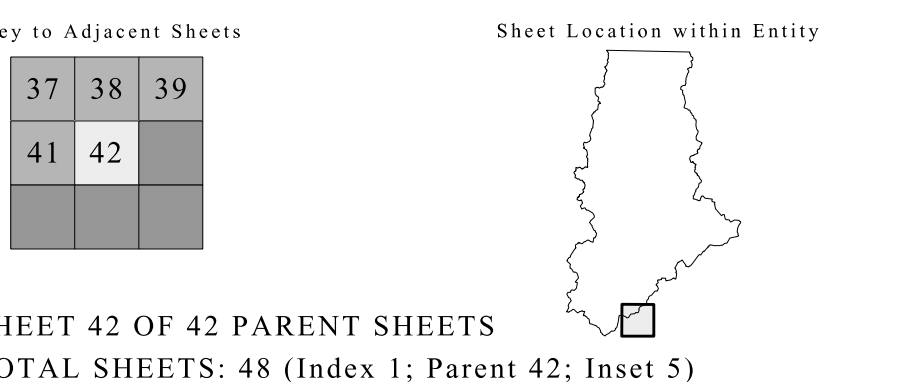 ey to Adjacent Sheets
Sheet Location within Entity
37 38 39
41 42
HEET 42 OF 42 PARENT SHEETS
OTAL SHEETS: 48 (Index 1; Parent 42; Inset 5)